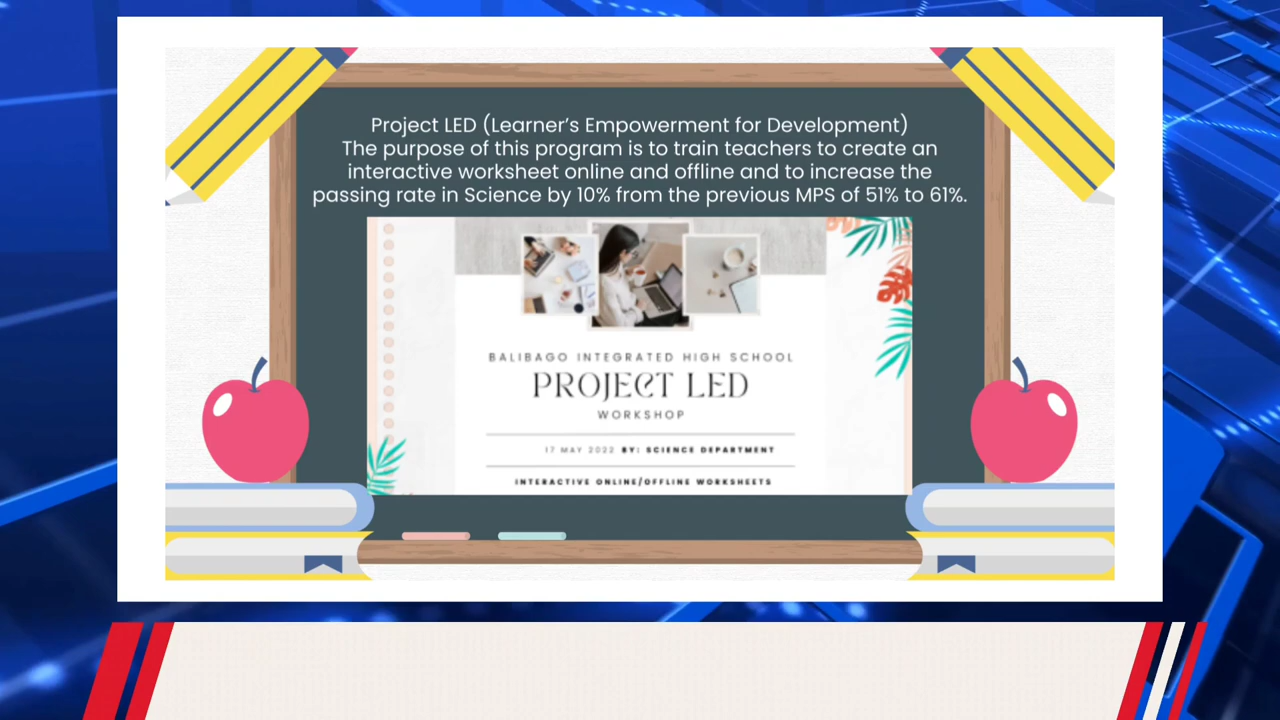 Project LED (Learner's Empowerment for Development)
The purpose of this program is to train teachers to create an
interactive worksheet online and offline and to increase the
passing rate in Science by 10% from the previous MPS of 51% to 61%.
BALIBAGO INTEGRATED HIGH SCHOOL
PROJECT LED
WORKSHOP
17 MAY 2022 BY: SCIENCE DEPARTMENT
INTERACTIVE ONLINE/OFFLINE WORKSHEETS